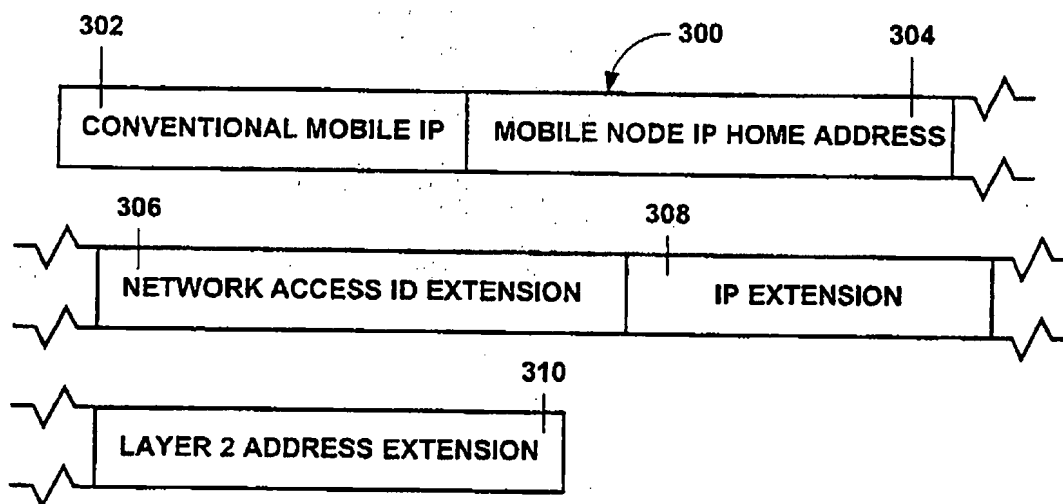 302 300 304
CONVENTIONAL MOBILE IP MOBILE NODE IP HOME ADDRESS
306 308
NETWORK ACCESS ID EXTENSION IP EXTENSION
310
LAYER 2 ADDRESS EXTENSION